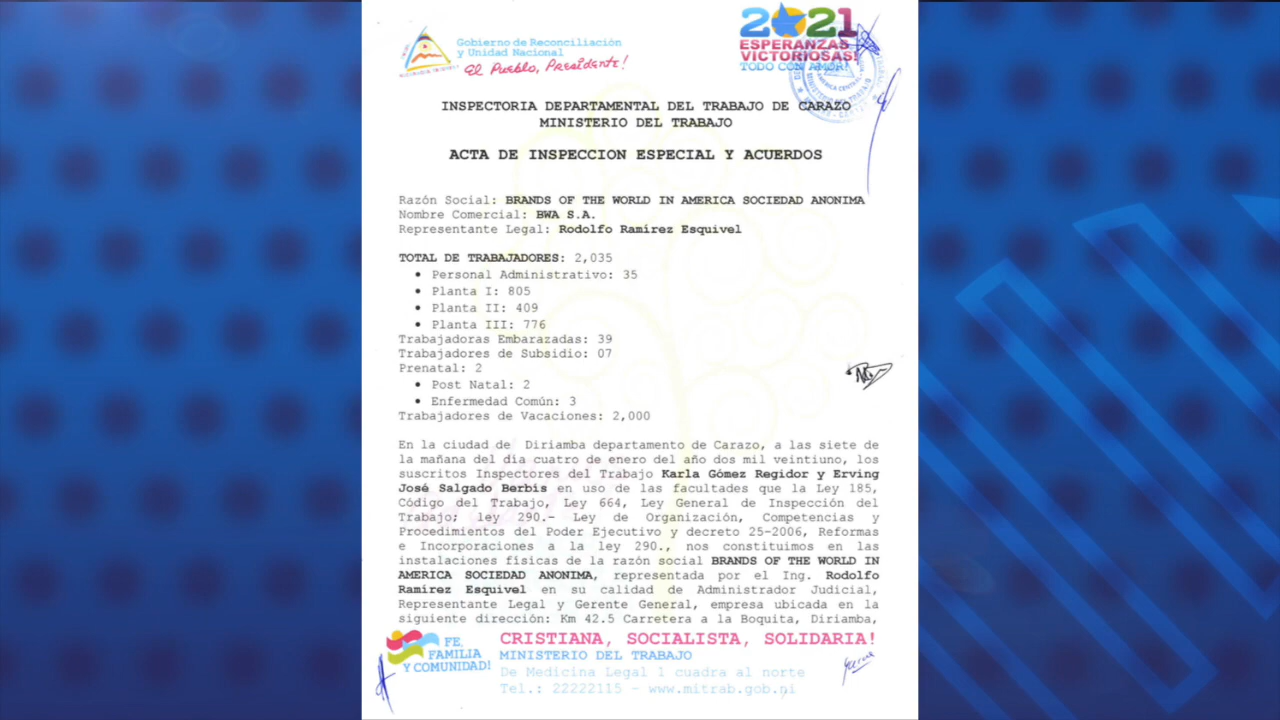 Gobierno de Reconciliación
y Unidad Nacional
El Pueblo, Presidente!
2021
ESPERANZAS
VICTORIOSAS!
TODO CON AMOR!
INSPECTORIA DEPARTAMENTAL DEL TRABAJO DE CARAZO
MINISTERIO DEL TRABAJO
ACTA DE INSPECCION ESPECIAL Y ACUERDOS
Razón Social: BRANDS OF THE WORLD IN AMERICA SOCIEDAD ANONIMA
Nombre Comercial: BWA S.A.
Representante Legal: Rodolfo Ramírez Esquivel
TOTAL DE TRABAJADORES: 2,035
• Personal Administrativo: 35
• Planta I: 805
• Planta II: 409
• Planta III: 776
Trabajadoras Embarazadas: 39
Trabajadores de Subsidio: 07
Prenatal: 2
• Post Natal: 2
• Enfermedad Común: 3
Trabajadores de Vacaciones: 2,000
En la ciudad de Diriamba departamento de Carazo, a las siete de
la mañana del dia cuatro de enero del año dos mil veintiuno, los
suscritos Inspectores del Trabajo Karla Gómez Regidor y Erving
José Salgado Berbis en uso de las facultades que la Ley 185,
Código del Trabajo, Ley 664, Ley General de Inspección del
Trabajo; ley 290.- Ley de Organización, Competencias y
Procedimientos del Poder Ejecutivo y decreto 25-2006, Reformas
e Incorporaciones a la ley 290., nos constituimos en las
instalaciones físicas de la razón social BRANDS OF THE WORLD IN
AMERICA SOCIEDAD ANONIMA, representada por el Ing. Rodolfo
Ramírez Esquivel en su calidad de Administrador Judicial,
Representante Legal y Gerente General, empresa ubicada en la
siguiente dirección: Km 42.5 Carretera a la Boquita, Diriamba,
FE,
FAMILIA
Y COMUNIDAD!
CRISTIANA, SOCIALISTA, SOLIDARIA!
MINISTERIO DEL TRABAJO
De Medicina Legal 1 cuadra al norte
Tel.: 22222115 - www.mitrab.gob.ni